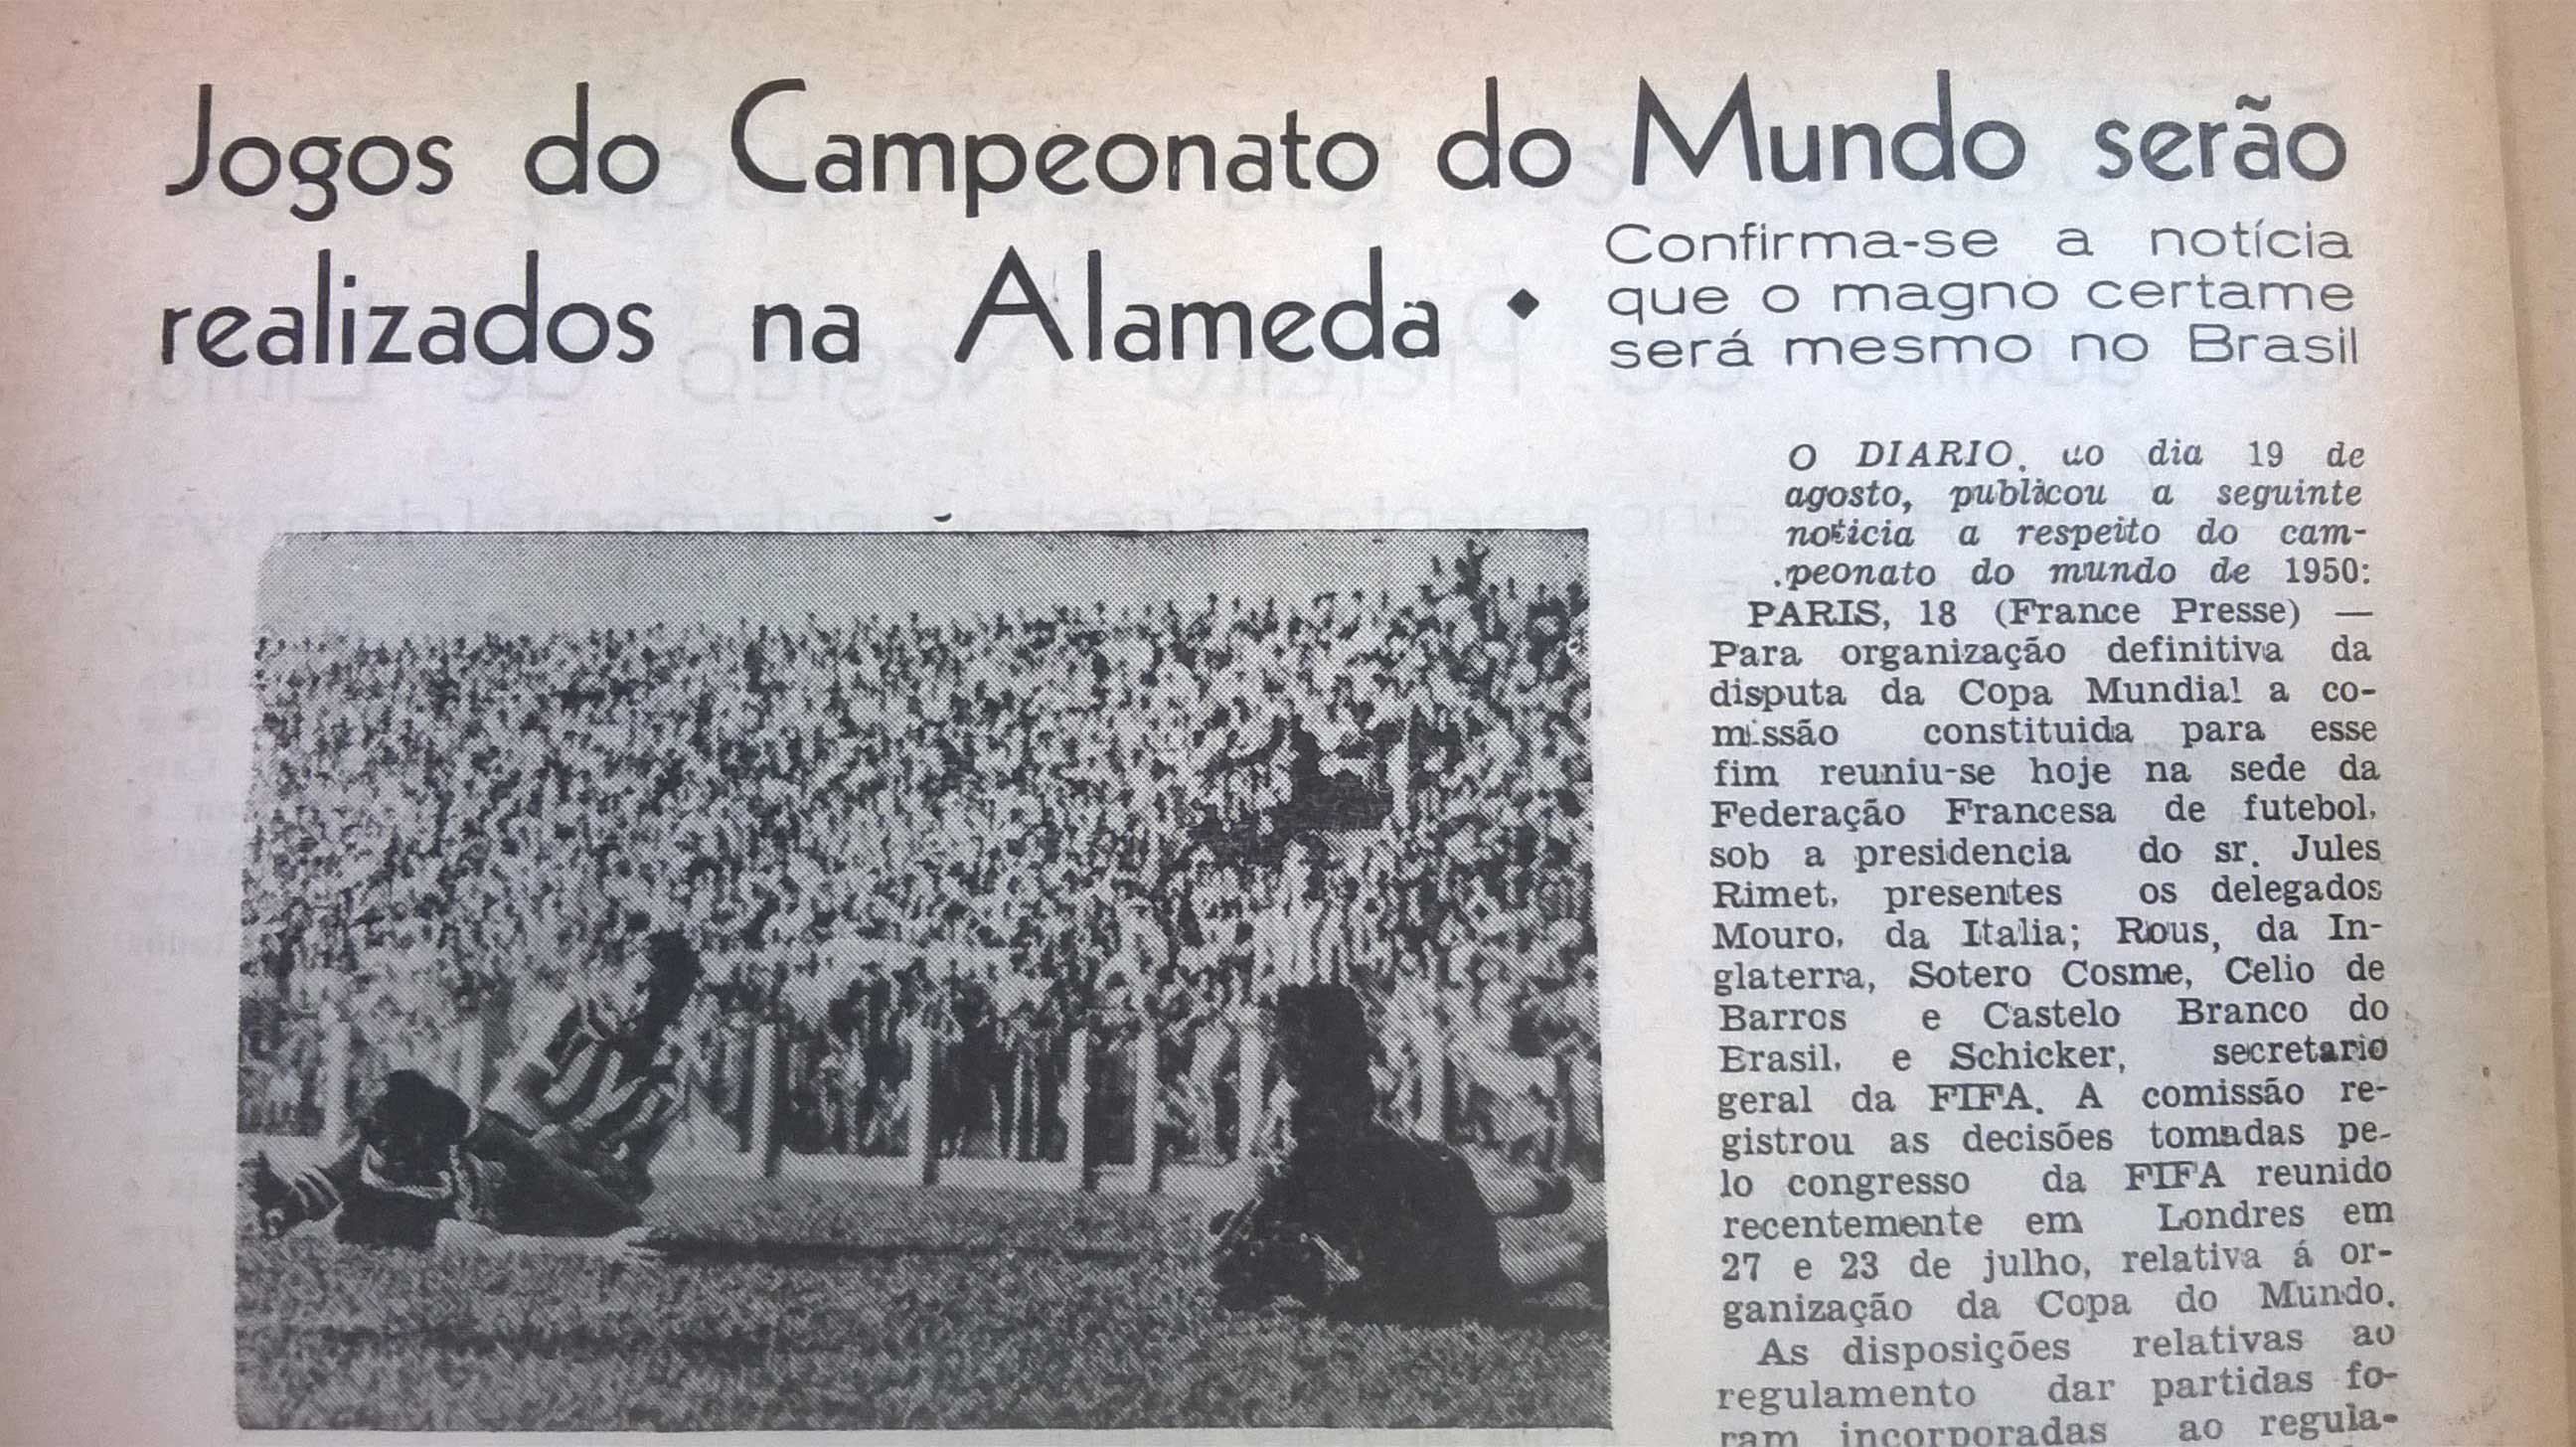 Jogos do Campeonato do Mundo serão
realizados na Alameda ◆
Confirma-se a notícia
que o magno certame
será mesmo no Brasil
O DIARIO, no dia 19 de
agosto, publicou a seguinte
noticia a respeito do cam-
peonato do mundo de 1950:
PARIS, 18 (France Presse) —
Para organização definitiva da
disputa da Copa Mundial a co-
missão constituida para esse
fim reuniu-se hoje na sede da
Federação Francesa de futebol,
sob a presidencia do sr. Jules
Rimet, presentes os delegados
Mouro, da Italia; Rous, da In-
glaterra, Sotero Cosme, Celio de
Barros e Castelo Branco do
Brasil, e Schicker, secretario
geral da FIFA. A comissão re-
gistrou as decisões tomadas pe-
lo congresso da FIFA reunido
recentemente em Londres em
27 e 23 de julho, relativa á or-
ganização da Copa do Mundo.
As disposições relativas ao
regulamento dar partidas fo-
ram incorporadas ao regula-